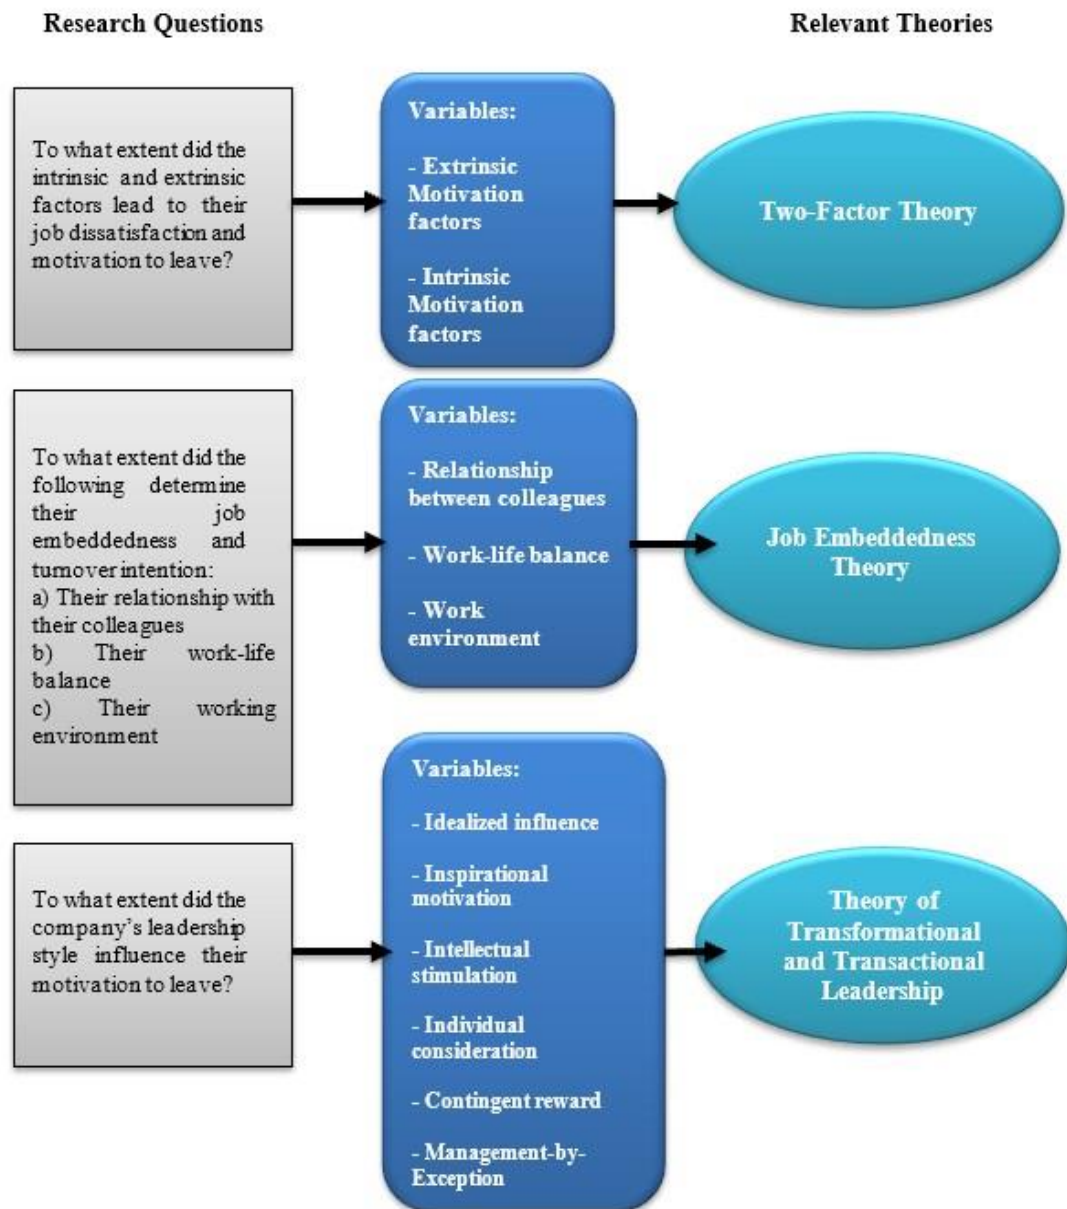 Research Questions
Relevant Theories
To what extent did the
intrinsic and extrinsic
factors lead to their
job dissatisfaction and
motivation to leave?
Variables:
- Extrinsic
Motivation
factors
- Intrinsic
Motivation
factors
Two-Factor Theory
To what extent did the
following determine
their job
embeddedness and
turnover intention:
a) Their relationship with
their colleagues
b) Their work-life
balance
c) Their working
environment
Variables:
- Relationship
between colleagues
- Work-life balance
- Work
environment
Job Embeddedness
Theory
To what extent did the
company's leadership
style influence their
motivation to leave?
Variables:
- Idealized influence
- Inspirational
motivation
- Intellectual
stimulation
- Individual
consideration
- Contingent reward
- Management-by-
Exception
Theory of
Transformational
and Transactional
Leadership